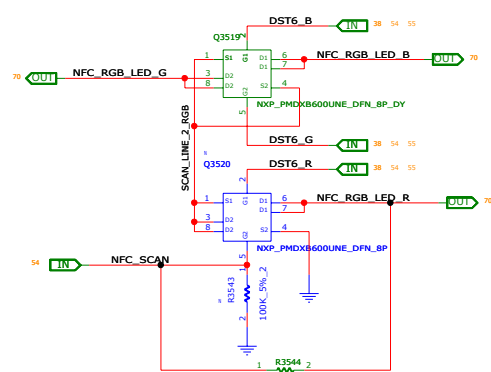 DST6_B IN 38 54 55
Q3519 2
1 S1 G1 D1 6 NFC_RGB_LED_B OUT 70
D1 7
70 OUT NFC_RGB_LED_G 3 D2
8 D2 S2 4
G2
NXP_PMDXB600UNE_DFN_8P_DY
5
SCAN_LINE_2_RGB
DST6_G IN 38 54 55
N
Q3520 DST6_R IN 38 54 55
2
1 S1 G1 D1 6 NFC_RGB_LED_R OUT 70
D1 7
3 D2
8 D2 S2 4
G2
NXP_PMDXB600UNE_DFN_8P
5
54 IN NFC_SCAN
1
N R3543 100K_5%_2
2
R3544
1 2